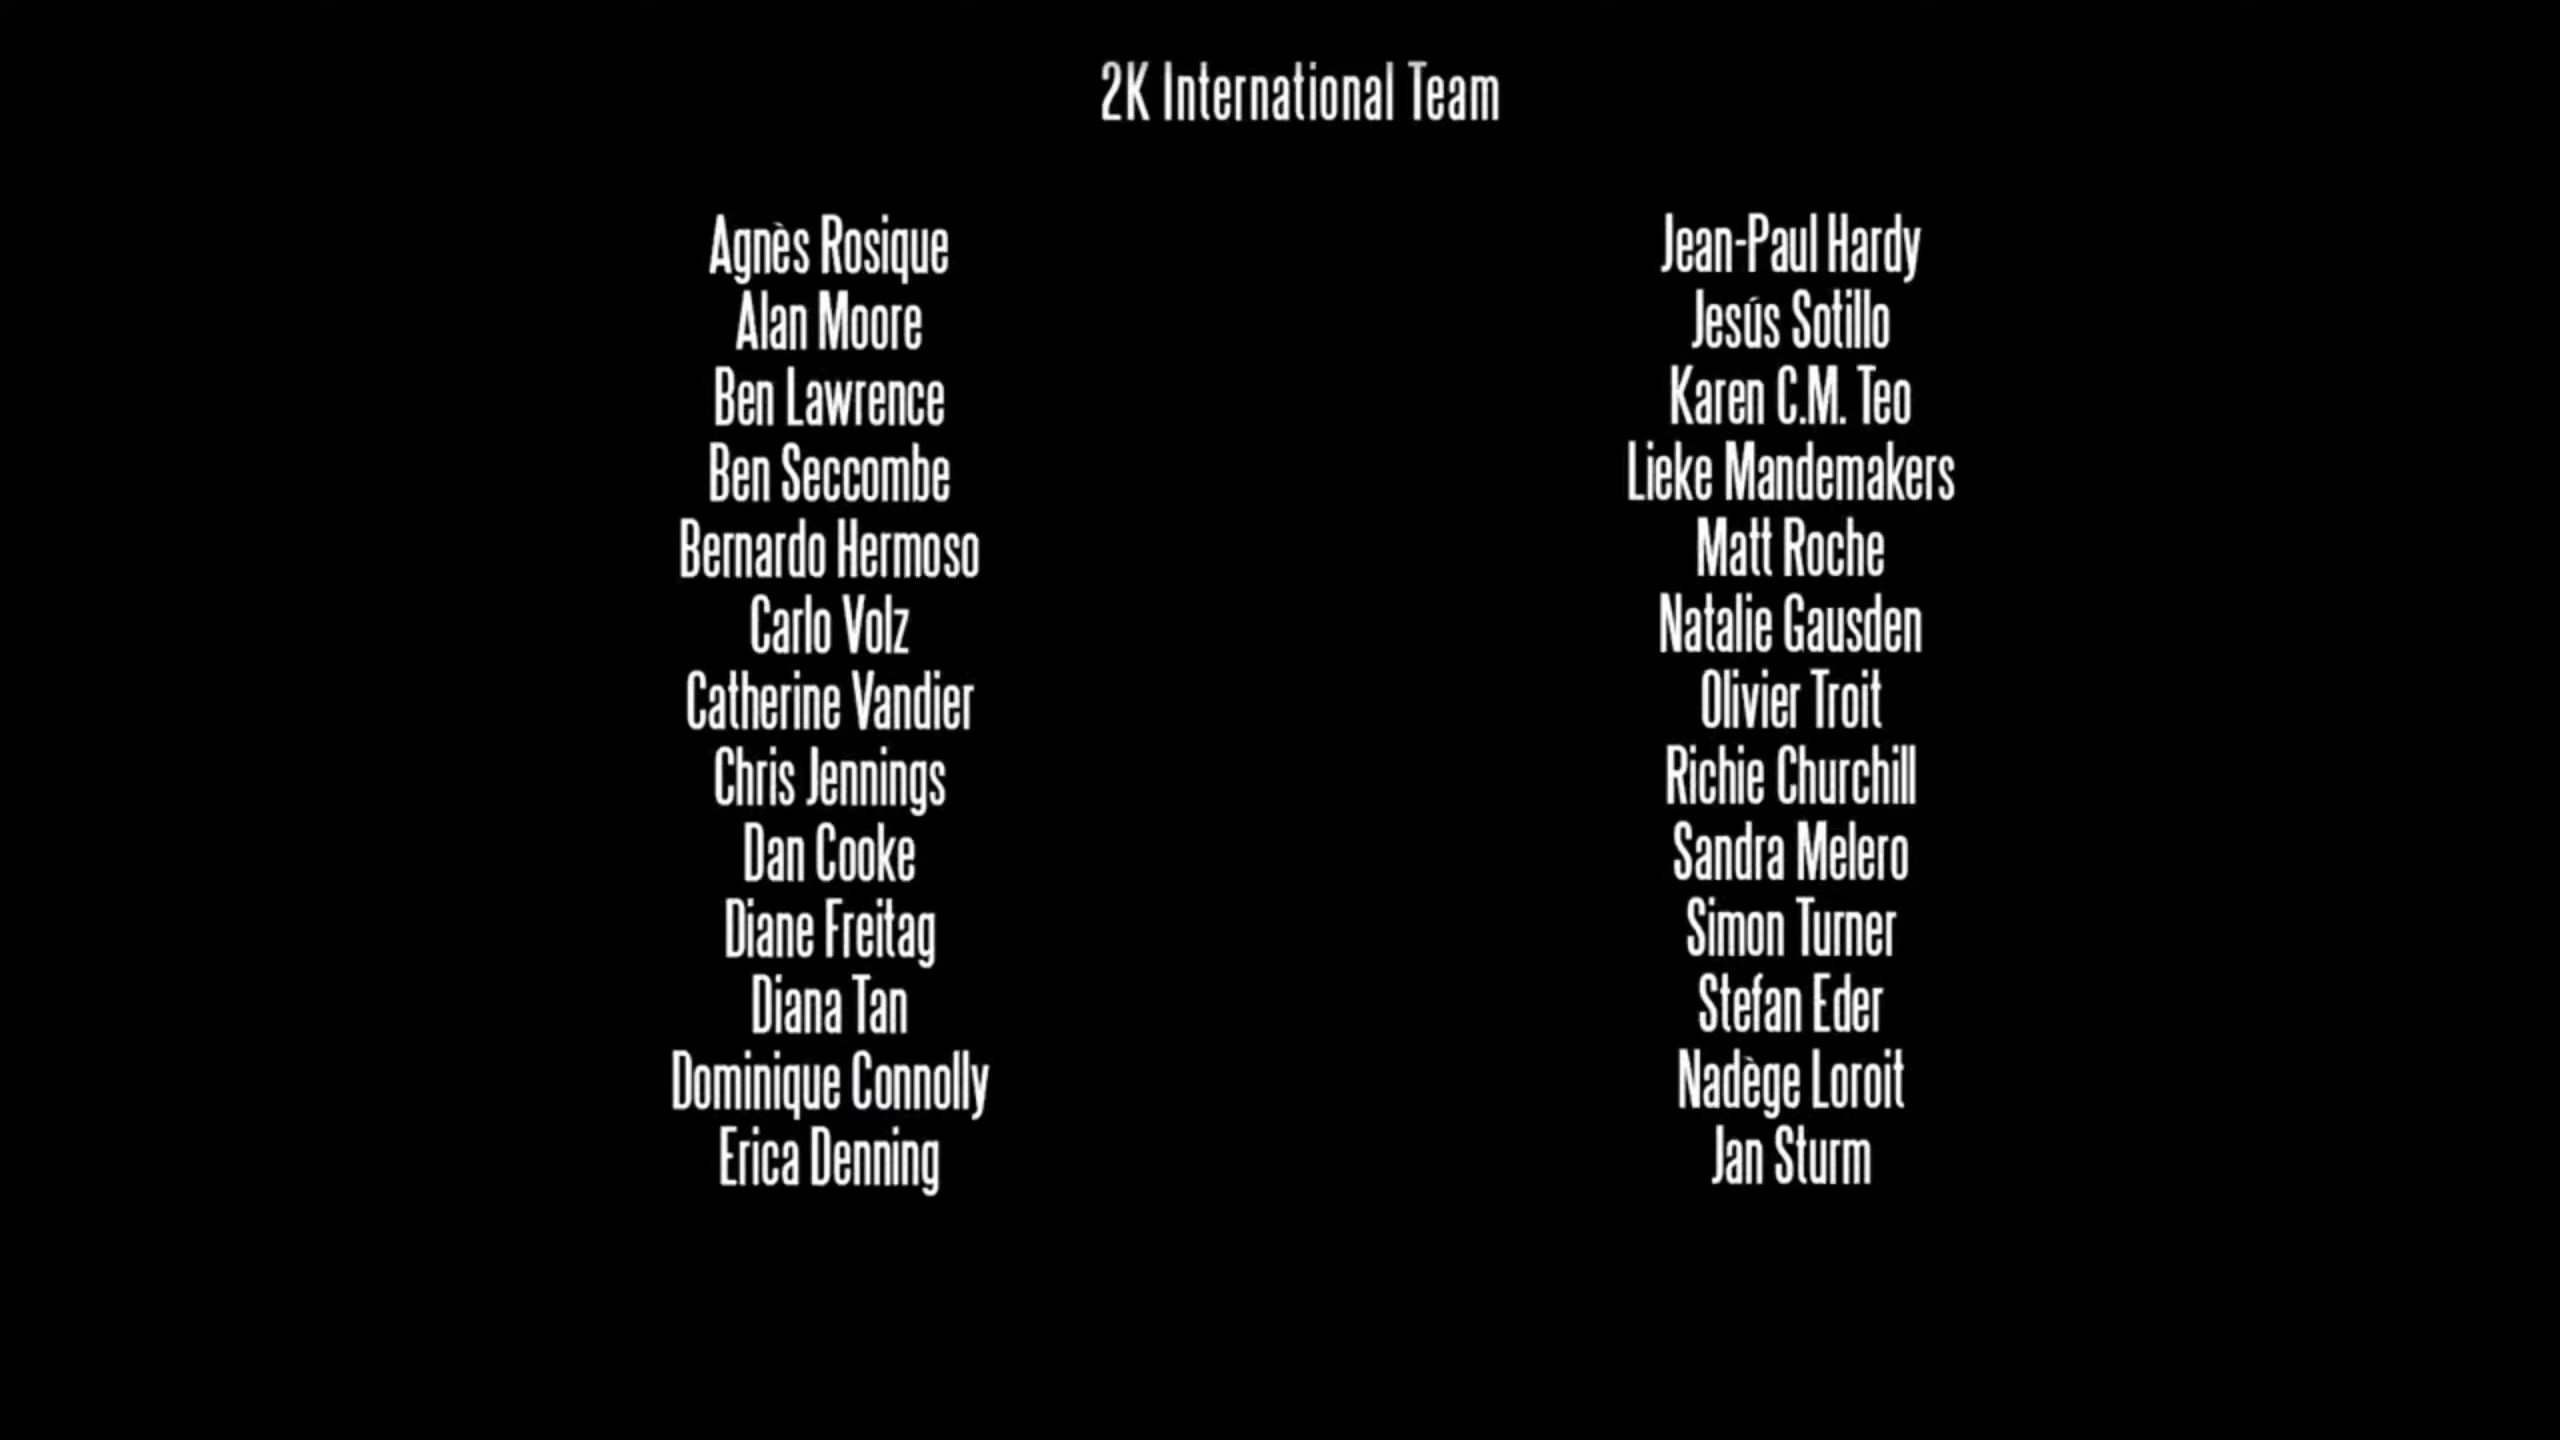 2K International Team
Agnès Rosique
Alan Moore
Ben Lawrence
Ben Seccombe
Bernardo Hermoso
Carlo Volz
Catherine Vandier
Chris Jennings
Dan Cooke
Diane Freitag
Diana Tan
Dominique Connolly
Erica Denning
Jean-Paul Hardy
Jesús Sotillo
Karen C.M. Teo
Lieke Mandemakers
Matt Roche
Natalie Gausden
Olivier Troit
Richie Churchill
Sandra Melero
Simon Turner
Stefan Eder
Nadège Loroit
Jan Sturm